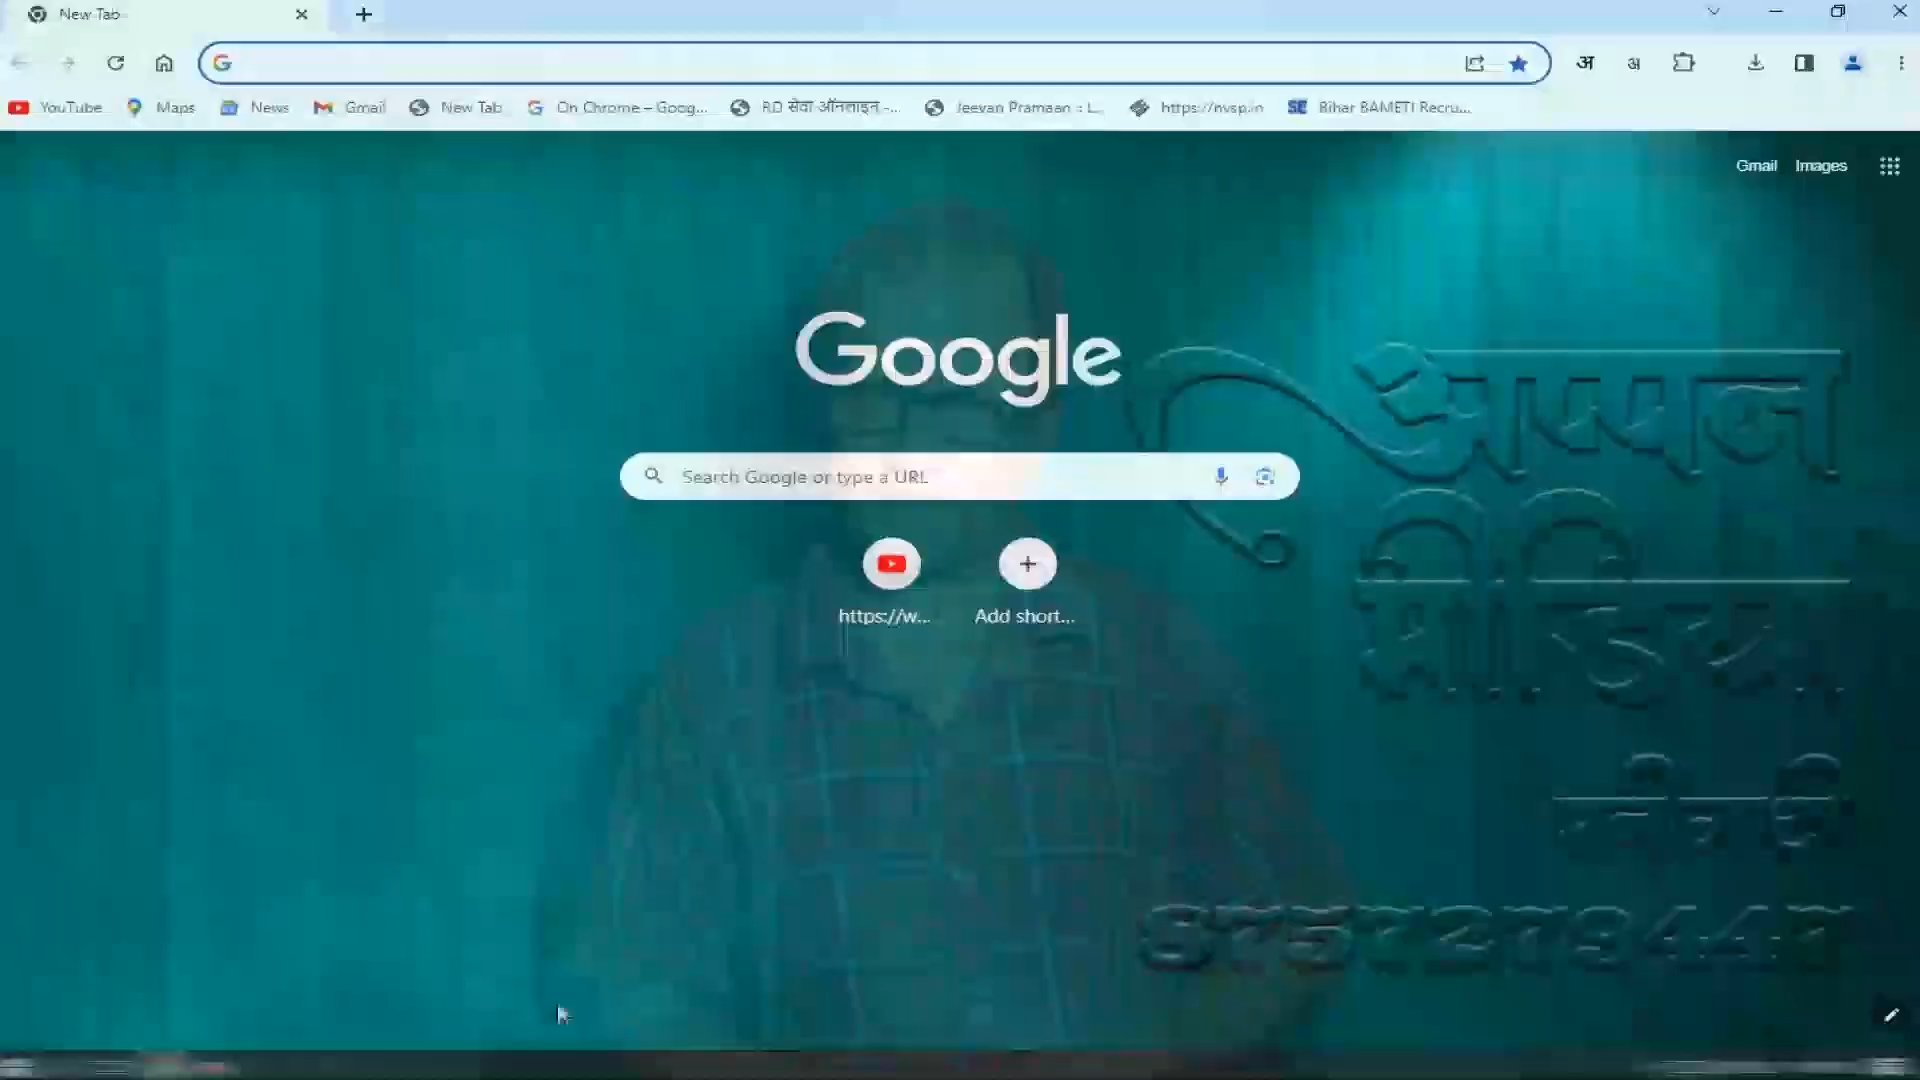 New Tab
YouTube Maps News Gmail New Tab On Chrome – Goog... RD सेवा ऑनलाइन -... Jeevan Pramaan : L... https://nvsp.in Bihar BAMETI Recru...
Gmail Images
Google
Search Google or type a URL
https://w... Add short...